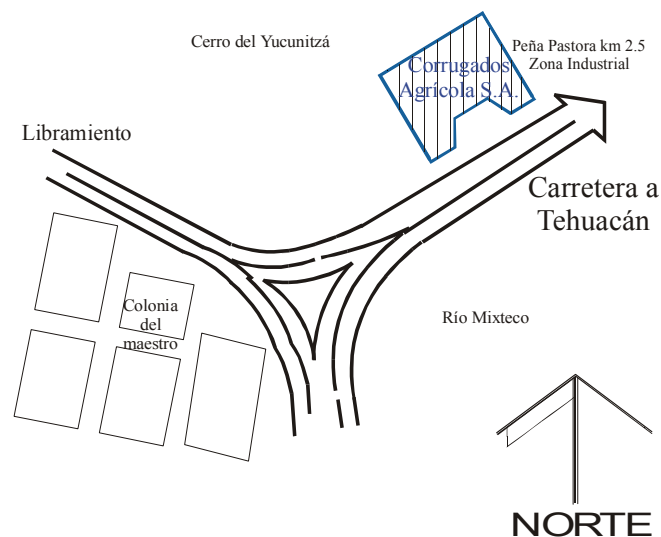 Cerro del Yucunitzá
Peña Pastora km 2.5
Zona Industrial
Corrugados
Agrícola S.A.
Libramiento
Carretera a
Tehuacán
Colonia
del
maestro
Río Mixteco
NORTE